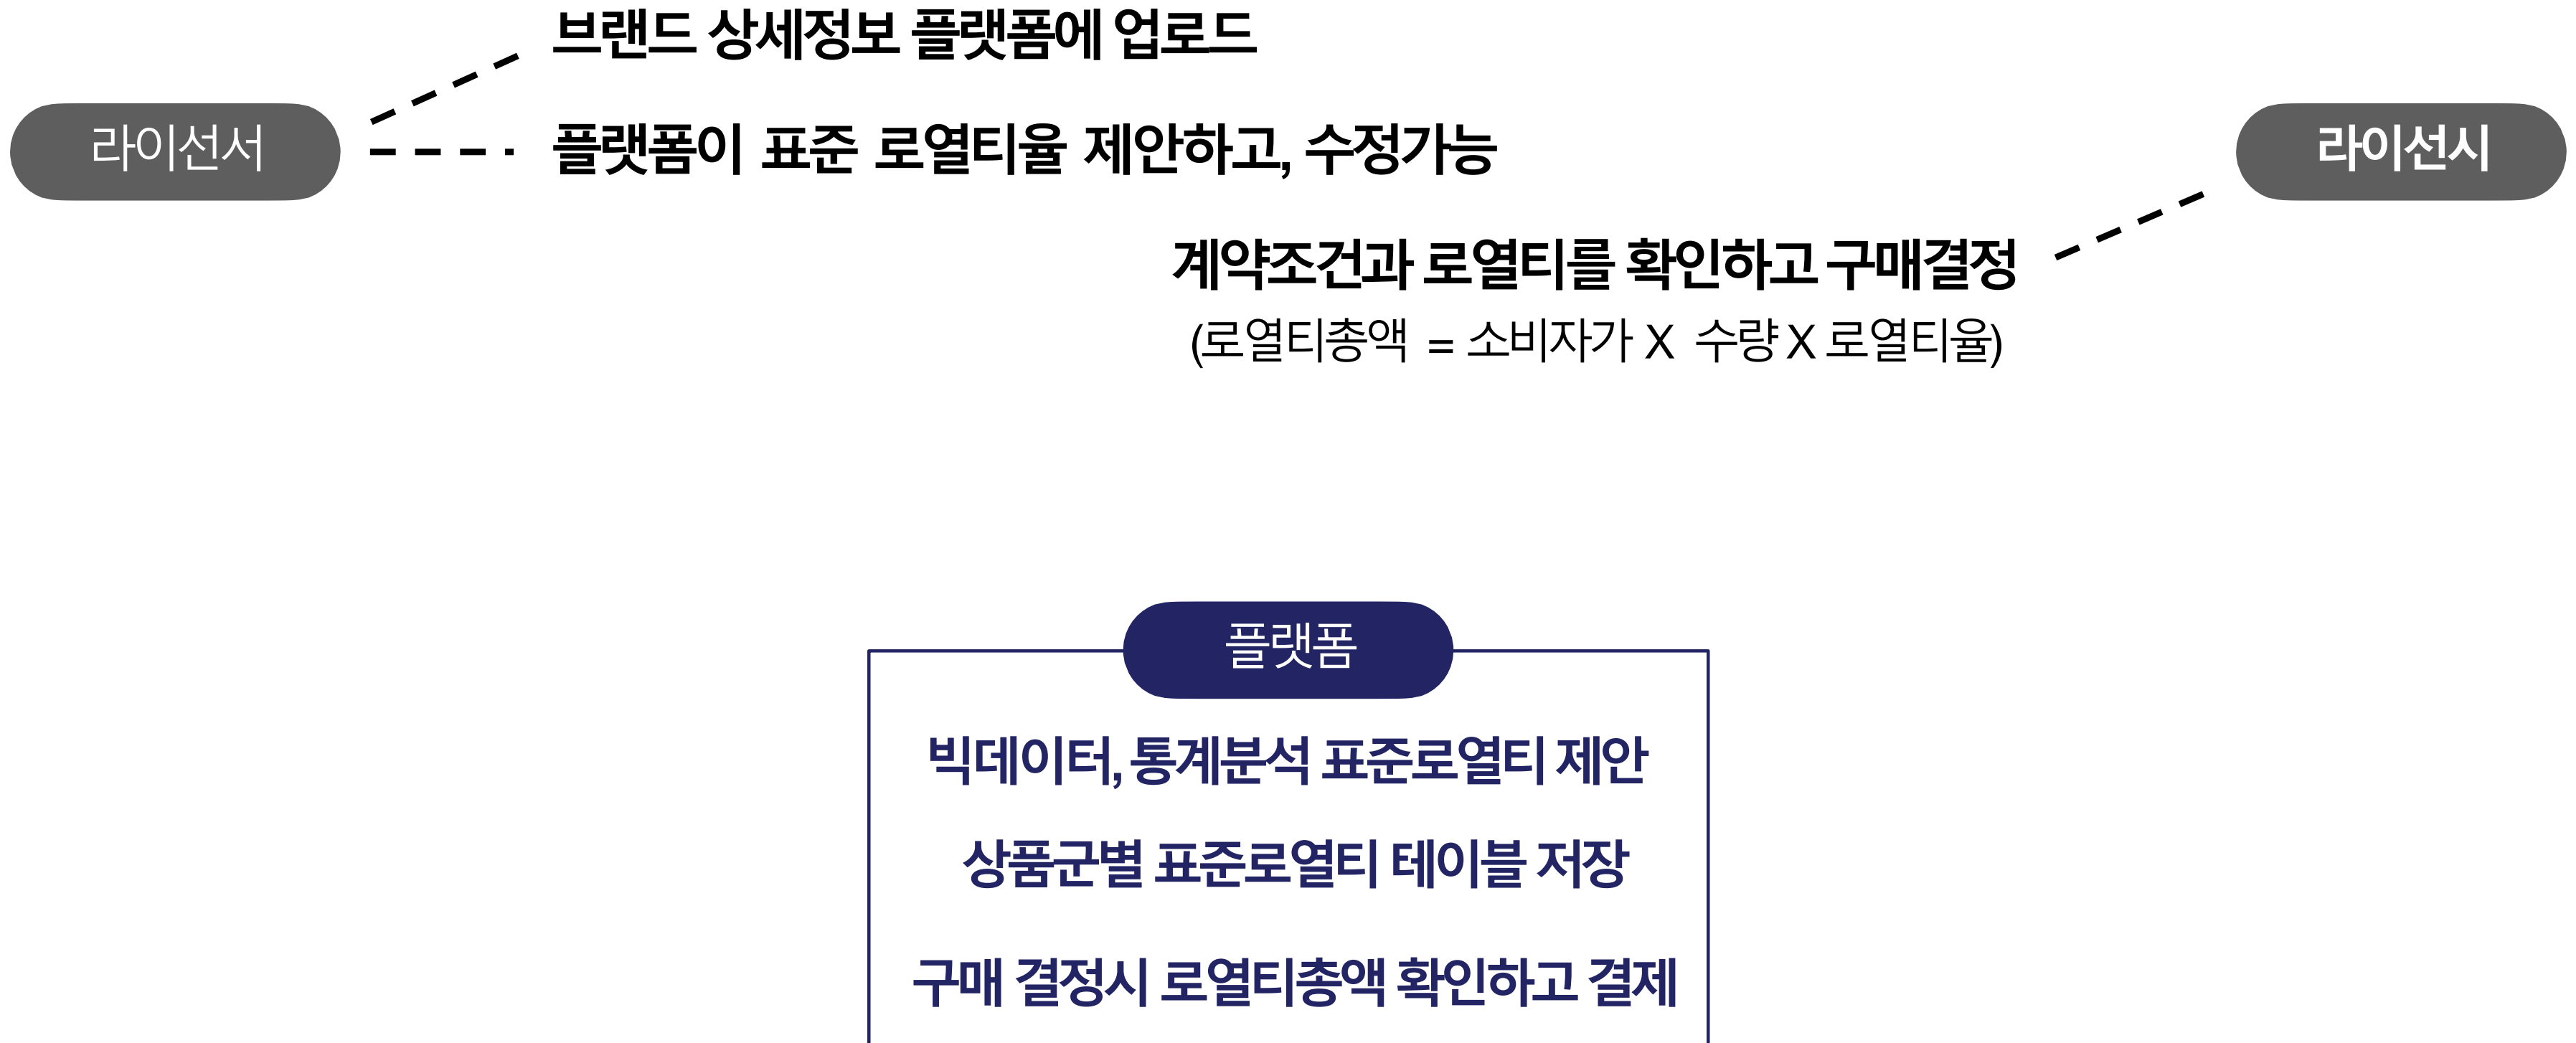 브랜드 상세정보 플랫폼에 업로드
라이선서
플랫폼이 표준 로열티율 제안하고, 수정가능
라이선시
계약조건과 로열티를 확인하고 구매결정
(로열티총액 = 소비자가 X 수량 X 로열티율)
플랫폼
빅데이터, 통계분석 표준로열티 제안
상품군별 표준로열티 테이블 저장
구매 결정시 로열티총액 확인하고 결제